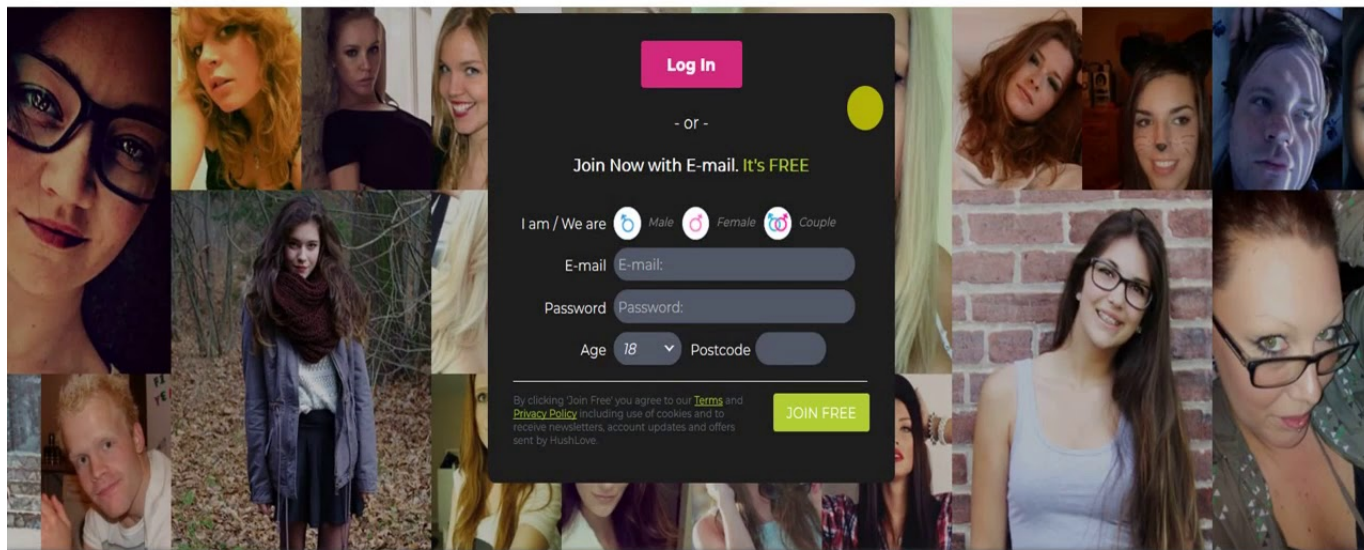 Log In
- or -
Join Now with E-mail. It's FREE
I am / We are Male Female Couple
E-mail E-mail:
Password Password:
Age 18 Postcode
By clicking 'Join Free' you agree to our Terms and
Privacy Policy including use of cookies and to
receive newsletters, account updates and offers
sent by HushLove.
JOIN FREE